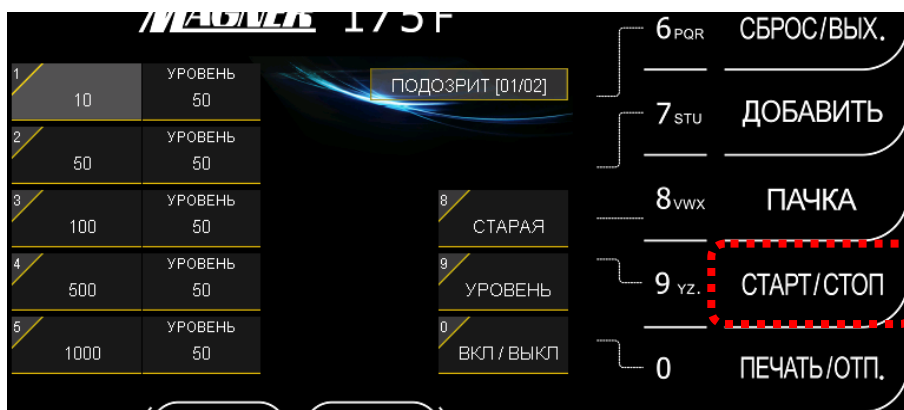 MAGNER 175F
ПОДОЗРИТ [01/02]
1 10 УРОВЕНЬ 50
2 50 УРОВЕНЬ 50
3 100 УРОВЕНЬ 50
4 500 УРОВЕНЬ 50
5 1000 УРОВЕНЬ 50
8 СТАРАЯ
9 УРОВЕНЬ
0 ВКЛ / ВЫКЛ
6 PQR СБРОС/ВЫХ.
7 STU ДОБАВИТЬ
8 VWX ПАЧКА
9 YZ. СТАРТ/СТОП
0 ПЕЧАТЬ/ОТП.